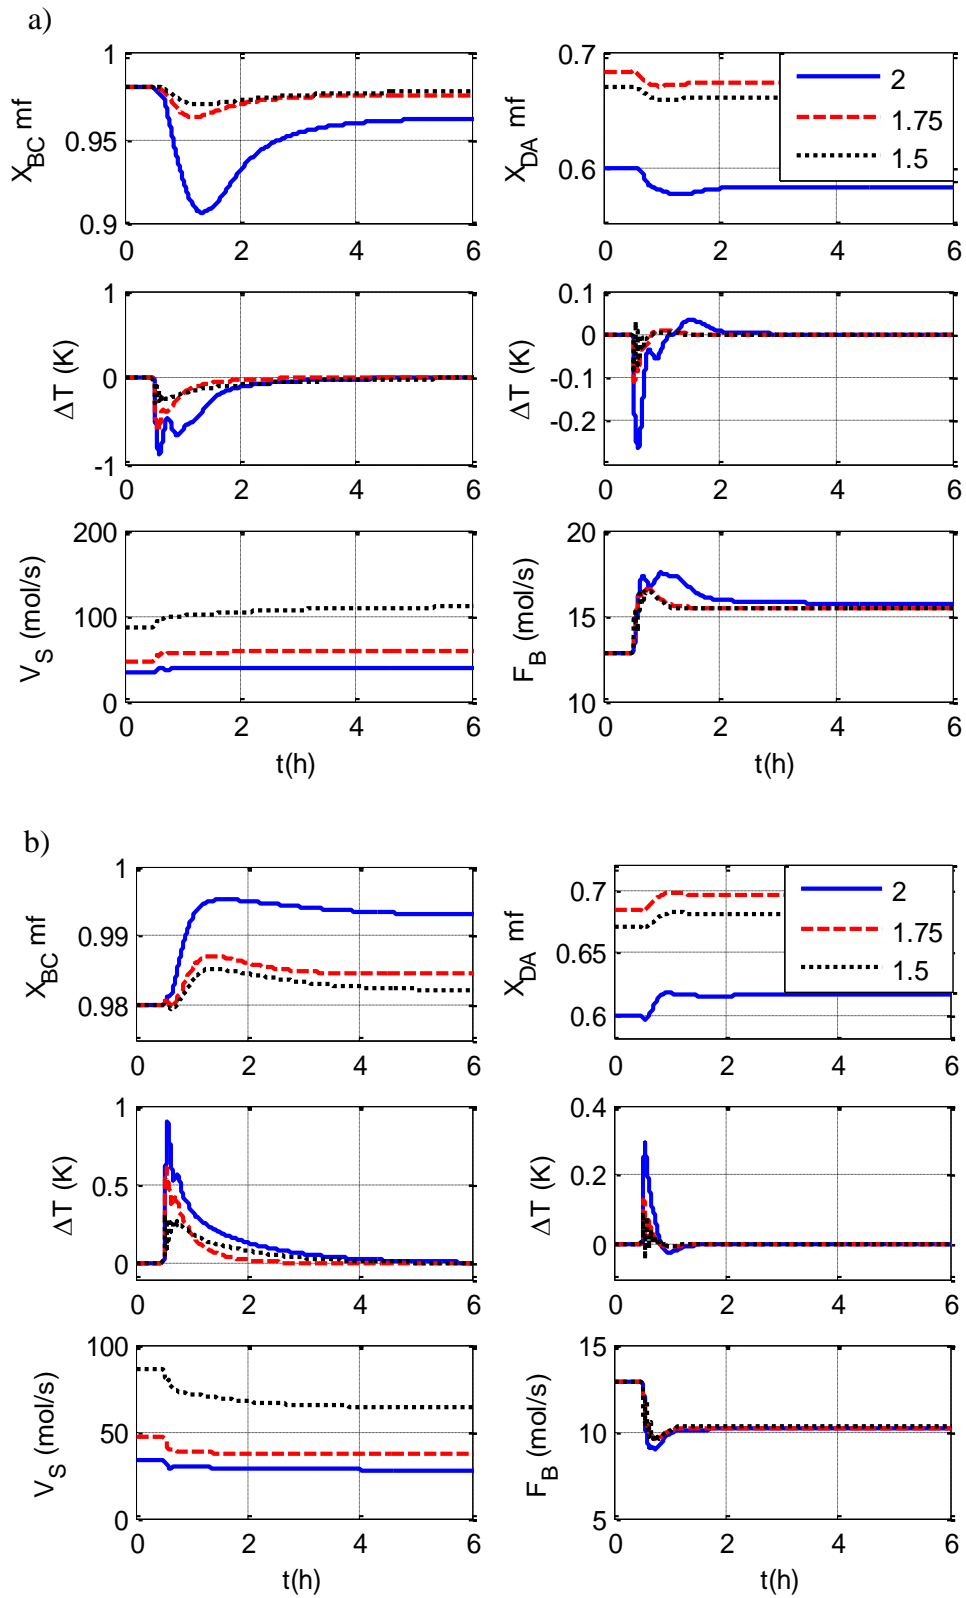 a)
X_BC mf
1
0.95
0.9
0 2 4 6
X_DA mf
0.7
0.6
0 2 4 6
2
1.75
1.5
ΔT (K)
1
0
-1
0 2 4 6
ΔT (K)
0.1
0
-0.1
-0.2
0 2 4 6
V_S (mol/s)
200
100
0
0 2 4 6
t(h)
F_B (mol/s)
20
15
10
0 2 4 6
t(h)
b)
X_BC mf
1
0.99
0.98
0 2 4 6
X_DA mf
0.7
0.65
0.6
0 2 4 6
2
1.75
1.5
ΔT (K)
1
0.5
0
0 2 4 6
ΔT (K)
0.4
0.2
0
0 2 4 6
V_S (mol/s)
100
50
0
0 2 4 6
t(h)
F_B (mol/s)
15
10
5
0 2 4 6
t(h)